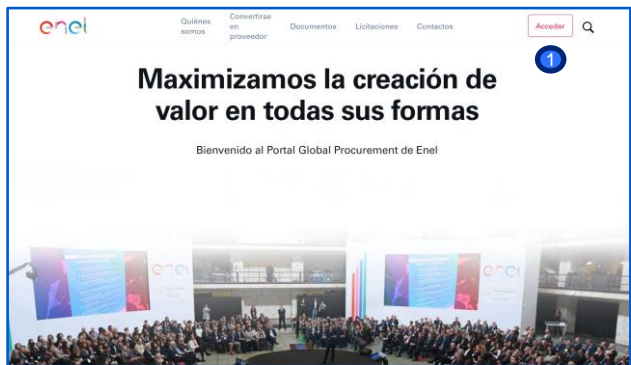 enel
Quiénes
somos
Convertirse
en
proveedor
Documentos
Licitaciones
Contactos
Acceder
1
Maximizamos la creación de
valor en todas sus formas
Bienvenido al Portal Global Procurement de Enel
enel
enel